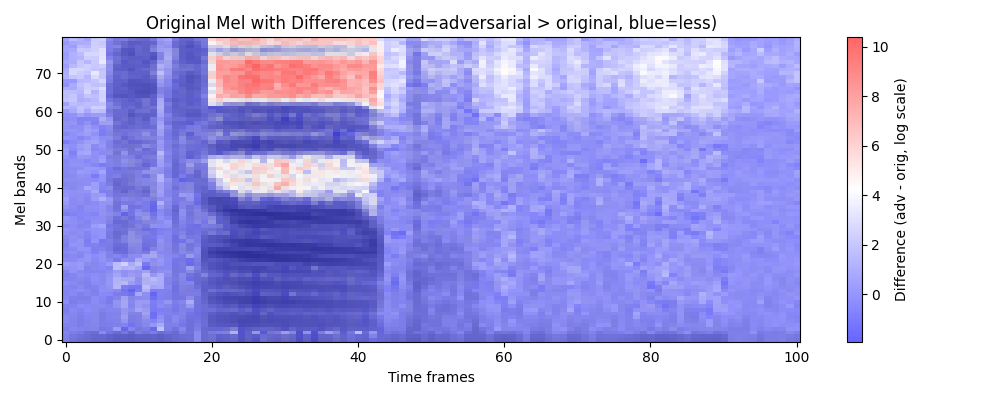 Original Mel with Differences (red=adversarial > original, blue=less)
Mel bands
70
60
50
40
30
20
10
0
0 20 40 60 80 100
Time frames
10
8
6
4
2
0
Difference (adv - orig, log scale)